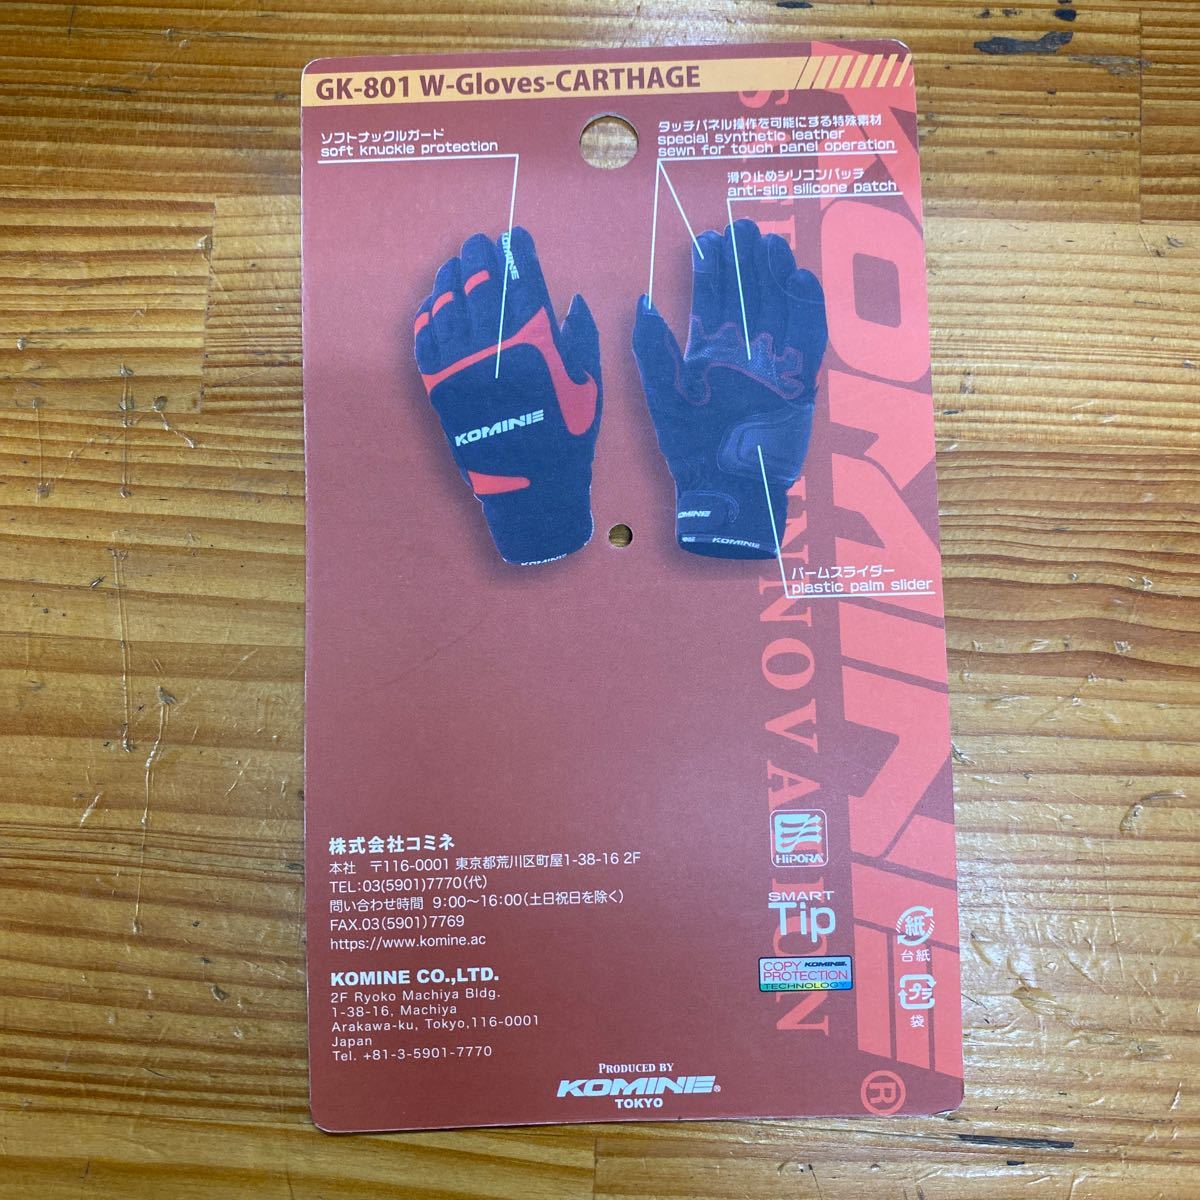 GK-801 W-Gloves-CARTHAGE
ソフトナックルガード
soft knuckle protection
タッチパネル操作を可能にする特殊素材
special synthetic leather
sewn for touch panel operation
滑り止めシリコンパッチ
anti-slip silicone patch
KOMINE
KOMINE
KOMINE
KOMINE
KOMINE
パームスライダー
plastic palm slider
KOMINE®
INNOVATION
株式会社コミネ
本社 〒116-0001 東京都荒川区町屋1-38-16 2F
TEL:03(5901)7770(代)
問い合わせ時間 9:00〜16:00(土日祝日を除く)
FAX.03(5901)7769
https://www.komine.ac
KOMINE CO.,LTD.
2F Ryoko Machiya Bldg.
1-38-16, Machiya
Arakawa-ku, Tokyo,116-0001
Japan
Tel. +81-3-5901-7770
HiPORA
SMART
Tip
COPY KOMINE.
PROTECTION
TECHNOLOGY
紙
台紙
プラ
袋
PRODUCED BY
KOMINE®
TOKYO